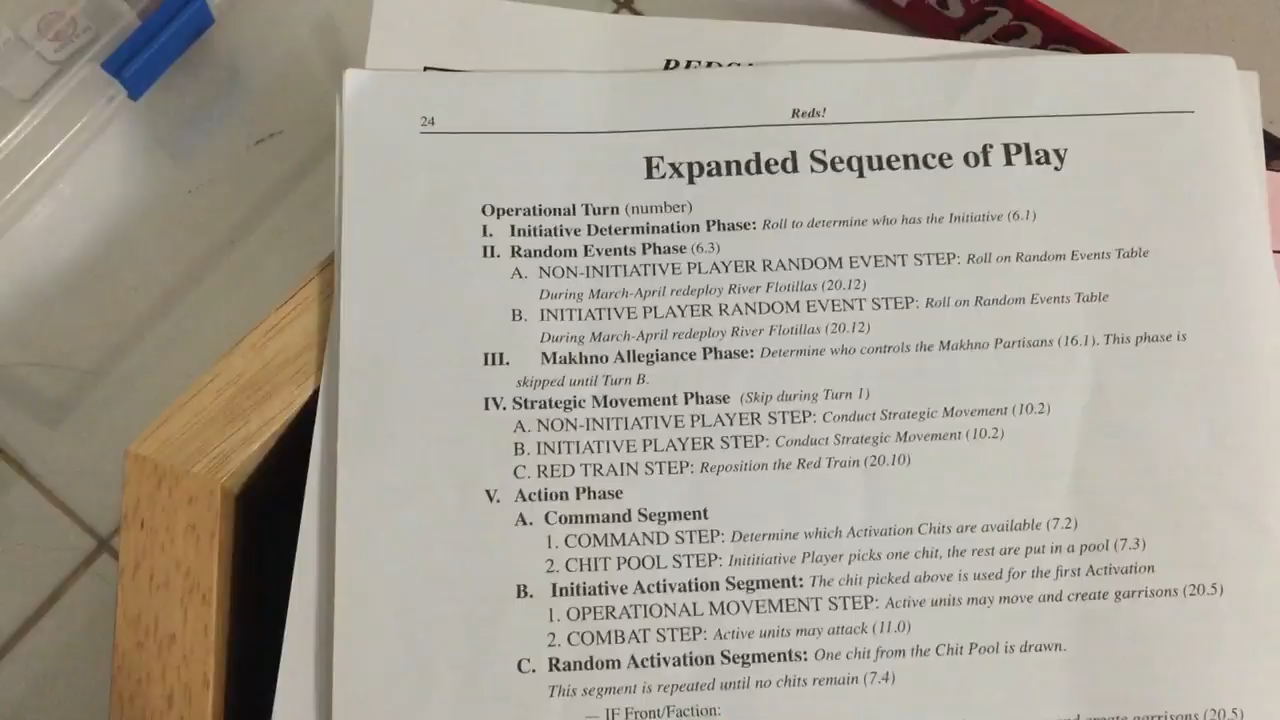 REDS!
24
Reds!
Expanded Sequence of Play
Operational Turn (number)
I. Initiative Determination Phase: Roll to determine who has the Initiative (6.1)
II. Random Events Phase (6.3)
A. NON-INITIATIVE PLAYER RANDOM EVENT STEP: Roll on Random Events Table
During March-April redeploy River Flotillas (20.12)
B. INITIATIVE PLAYER RANDOM EVENT STEP: Roll on Random Events Table
During March-April redeploy River Flotillas (20.12)
III. Makhno Allegiance Phase: Determine who controls the Makhno Partisans (16.1). This phase is
skipped until Turn B.
IV. Strategic Movement Phase (Skip during Turn 1)
A. NON-INITIATIVE PLAYER STEP: Conduct Strategic Movement (10.2)
B. INITIATIVE PLAYER STEP: Conduct Strategic Movement (10.2)
C. RED TRAIN STEP: Reposition the Red Train (20.10)
V. Action Phase
A. Command Segment
1. COMMAND STEP: Determine which Activation Chits are available (7.2)
2. CHIT POOL STEP: Inititiative Player picks one chit, the rest are put in a pool (7.3)
B. Initiative Activation Segment: The chit picked above is used for the first Activation
1. OPERATIONAL MOVEMENT STEP: Active units may move and create garrisons (20.5)
2. COMBAT STEP: Active units may attack (11.0)
C. Random Activation Segments: One chit from the Chit Pool is drawn.
This segment is repeated until no chits remain (7.4)
— IF Front/Faction:
and create garrisons (20.5)